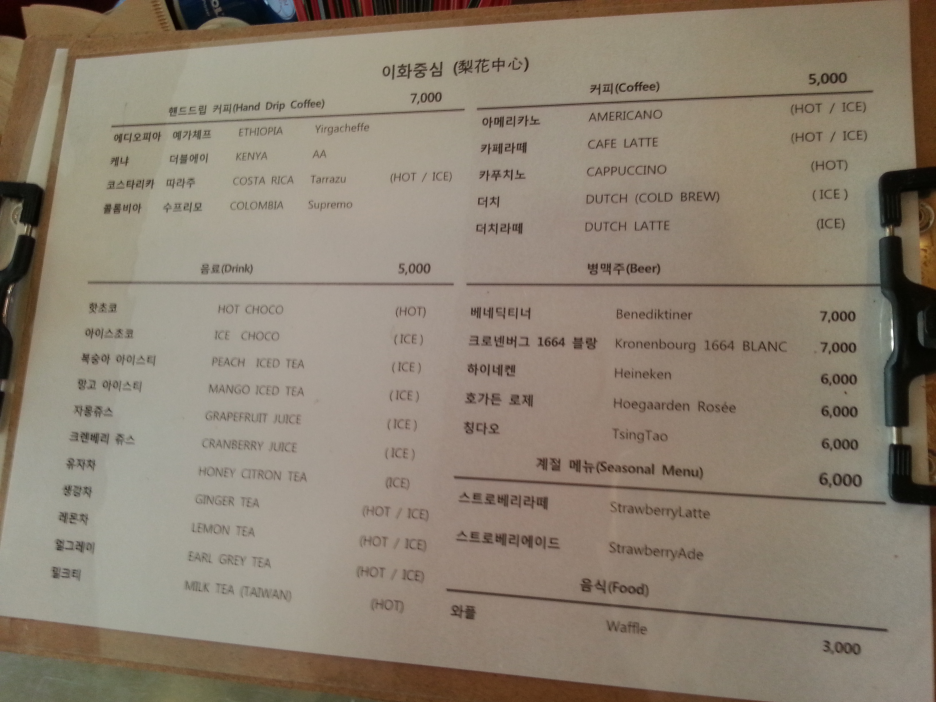 이화중심 (梨花中心)
핸드드립 커피(Hand Drip Coffee) 7,000
에디오피아 예가체프 ETHIOPIA Yirgacheffe
케냐 더블에이 KENYA AA
코스타리카 따라주 COSTA RICA Tarrazu (HOT / ICE)
콜롬비아 수프리모 COLOMBIA Supremo
음료(Drink) 5,000
핫초코 HOT CHOCO (HOT)
아이스초코 ICE CHOCO (ICE)
복숭아 아이스티 PEACH ICED TEA (ICE)
망고 아이스티 MANGO ICED TEA (ICE)
자몽쥬스 GRAPEFRUIT JUICE (ICE)
크렌베리 쥬스 CRANBERRY JUICE (ICE)
유자차 HONEY CITRON TEA (ICE)
생강차 GINGER TEA (HOT / ICE)
레몬차 LEMON TEA (HOT / ICE)
얼그레이 EARL GREY TEA (HOT / ICE)
밀크티 MILK TEA (TAIWAN) (HOT)
커피(Coffee) 5,000
아메리카노 AMERICANO (HOT / ICE)
카페라떼 CAFE LATTE (HOT / ICE)
카푸치노 CAPPUCCINO (HOT)
더치 DUTCH (COLD BREW) (ICE)
더치라떼 DUTCH LATTE (ICE)
병맥주(Beer)
베네딕티너 Benediktiner 7,000
크로넨버그 1664 블랑 Kronenbourg 1664 BLANC 7,000
하이네켄 Heineken 6,000
호가든 로제 Hoegaarden Rosée 6,000
칭다오 TsingTao 6,000
계절 메뉴(Seasonal Menu) 6,000
스트로베리라떼 StrawberryLatte
스트로베리에이드 StrawberryAde
음식(Food)
와플 Waffle 3,000